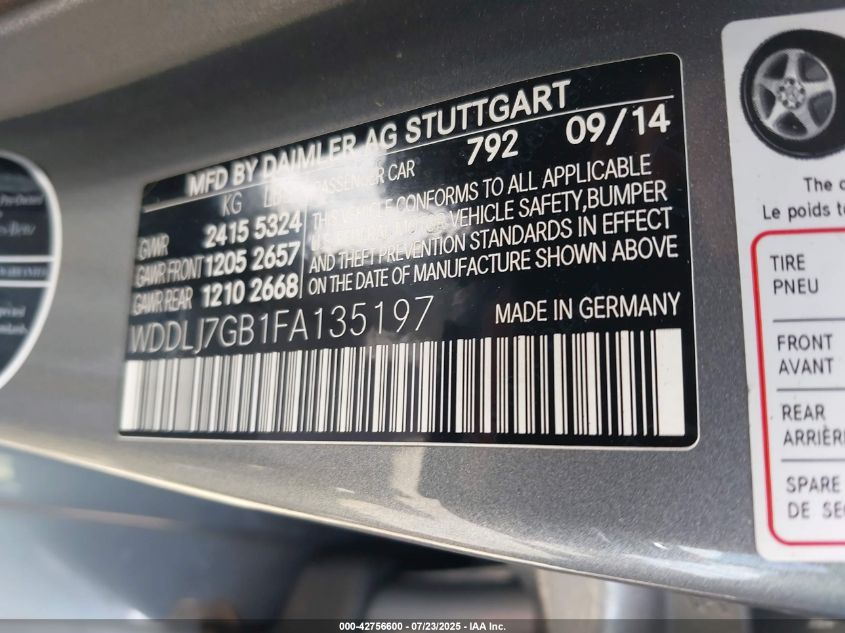 MFD BY DAIMLER AG STUTTGART
KG LB PASSENGER CAR 792 09/14
GVWR 2415 5324
GAWR FRONT 1205 2657
GAWR REAR 1210 2668
THIS VEHICLE CONFORMS TO ALL APPLICABLE
U.S. FEDERAL MOTOR VEHICLE SAFETY, BUMPER
AND THEFT PREVENTION STANDARDS IN EFFECT
ON THE DATE OF MANUFACTURE SHOWN ABOVE
WDDLJ7GB1FA135197
MADE IN GERMANY
The c
Le poids to
TIRE
PNEU
FRONT
AVANT
REAR
ARRIÈRE
SPARE
DE SE
000-42756600 / 07/23/2025 - IAA Inc.